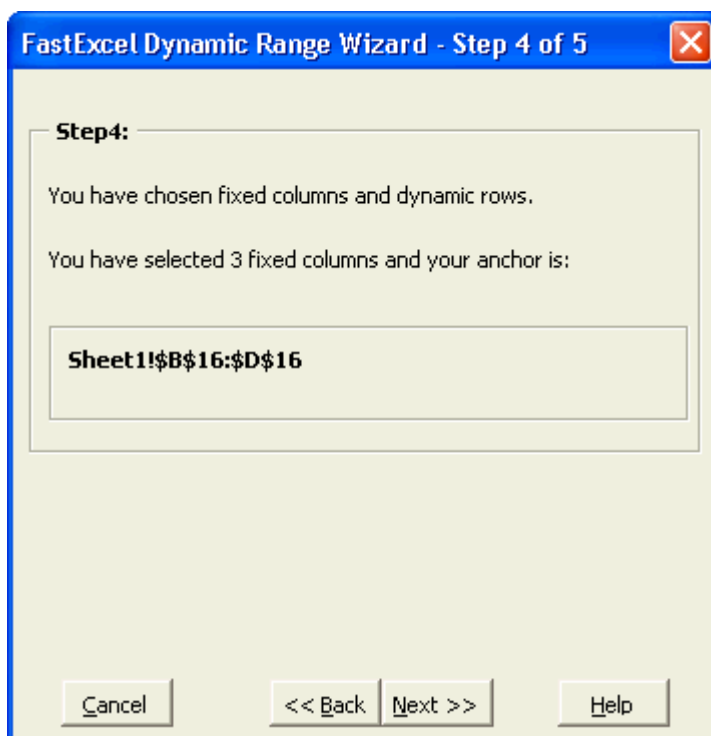 FastExcel Dynamic Range Wizard - Step 4 of 5
Step4:
You have chosen fixed columns and dynamic rows.
You have selected 3 fixed columns and your anchor is:
Sheet1!$B$16:$D$16
Cancel << Back Next >> Help